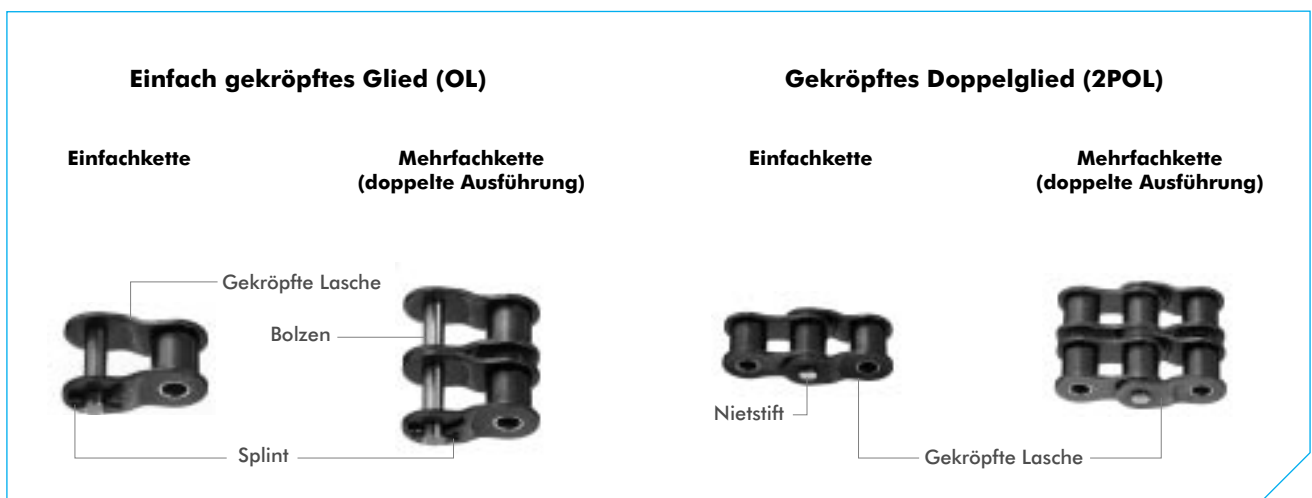 Einfach gekröpftes Glied (OL)
Einfachkette
Mehrfachkette
(doppelte Ausführung)
Gekröpfte Lasche
Bolzen
Splint
Gekröpftes Doppelglied (2POL)
Einfachkette
Mehrfachkette
(doppelte Ausführung)
Nietstift
Gekröpfte Lasche